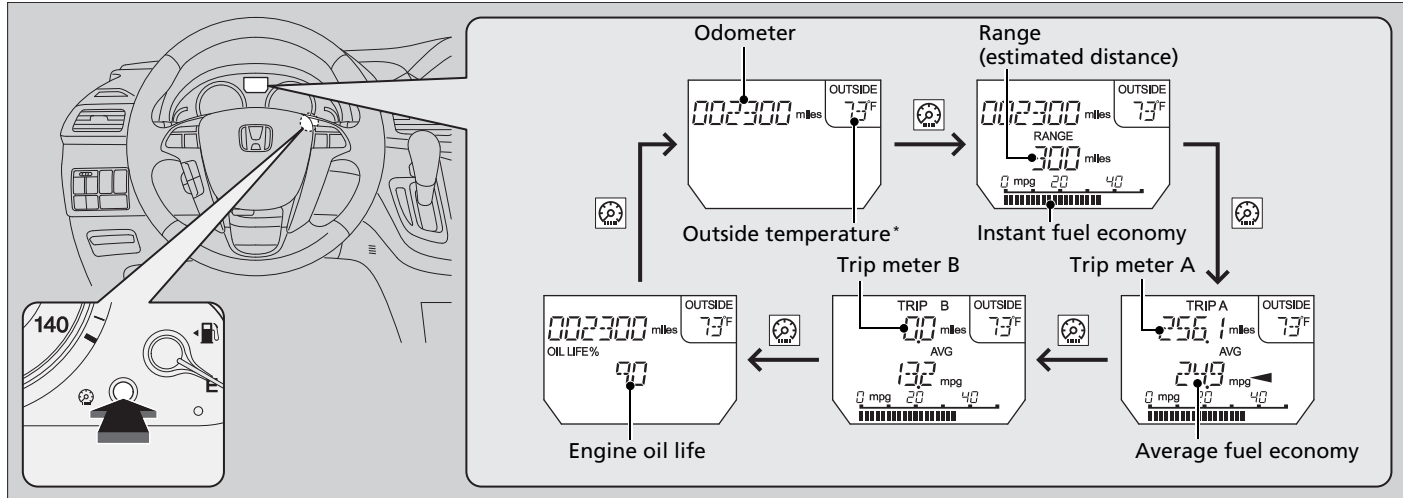 Odometer
Range
(estimated distance)
002300 miles
OUTSIDE
73°F
002300 miles
OUTSIDE
73°F
RANGE
300 miles
0 mpg 20 40
Outside temperature*
Instant fuel economy
Trip meter B
Trip meter A
002300 miles
OUTSIDE
73°F
OIL LIFE%
90
TRIP B
0.0 miles
OUTSIDE
73°F
AVG
13.2 mpg
0 mpg 20 40
TRIP A
256.1 miles
OUTSIDE
73°F
AVG
24.9 mpg
0 mpg 20 40
Engine oil life
Average fuel economy
140
E